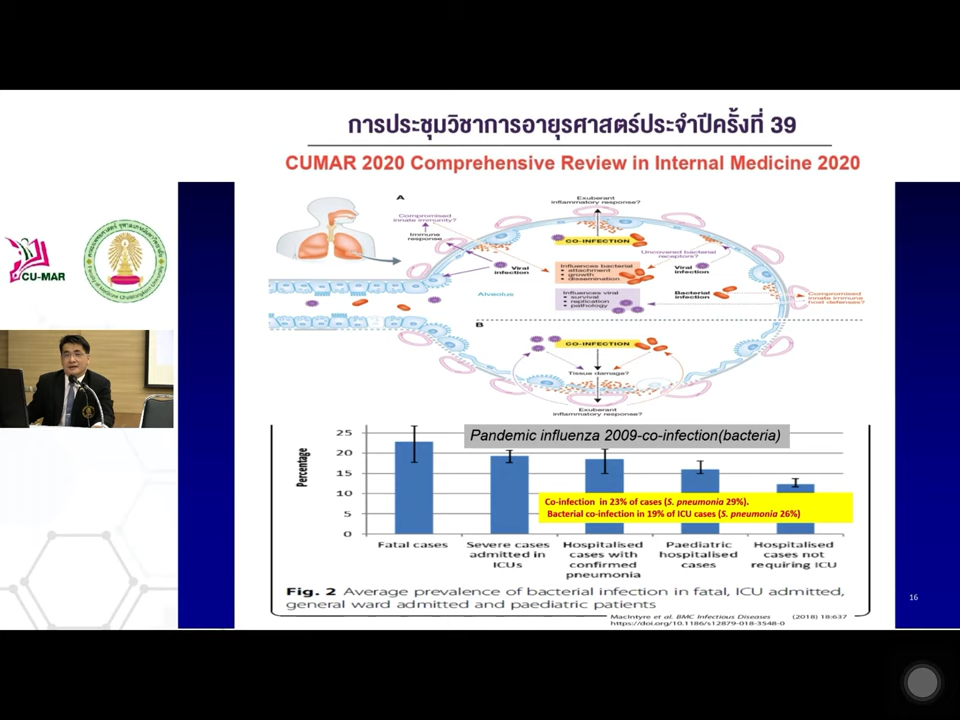 การประชุมวิชาการอายุรศาสตร์ประจำปีครั้งที่ 39
CUMAR 2020 Comprehensive Review in Internal Medicine 2020
CU-MAR
A
Compromised
innate immunity?
Immune
response
Viral
infection
Exuberant
inflammatory response?
CO-INFECTION
Uncovered bacterial
receptors?
Influences bacterial
• attachment
• growth
• dissemination
Viral
infection
Alveolus
Influences viral
• survival
• replication
• pathology
Bacterial
infection
Compromised
innate immune
host defenses?
B
CO-INFECTION
Tissue damage?
Exuberant
inflammatory response?
Pandemic influenza 2009-co-infection(bacteria)
Percentage
25
20
15
10
5
0
Co-infection in 23% of cases (S. pneumonia 29%).
Bacterial co-infection in 19% of ICU cases (S. pneumonia 26%)
Fatal cases
Severe cases
admitted in
ICUs
Hospitalised
cases with
confirmed
pneumonia
Paediatric
hospitalised
cases
Hospitalised
cases not
requiring ICU
Fig. 2 Average prevalence of bacterial infection in fatal, ICU admitted,
general ward admitted and paediatric patients
MacIntyre et al. BMC Infectious Diseases (2018) 18:637
https://doi.org/10.1186/s12879-018-3548-0
16